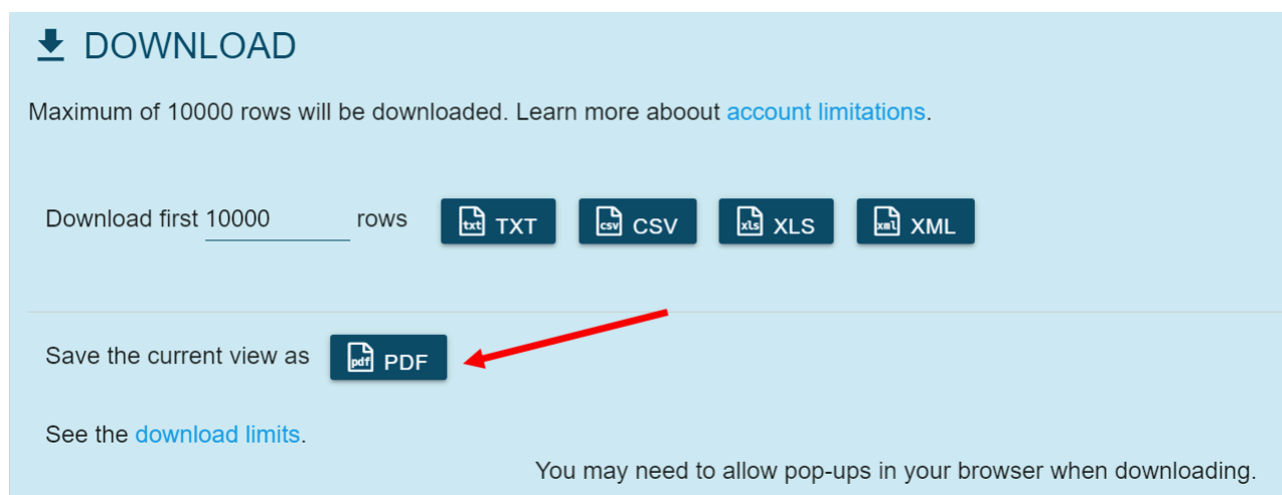 DOWNLOAD
Maximum of 10000 rows will be downloaded. Learn more aboout account limitations.
Download first 10000 rows txt TXT csv CSV xls XLS xml XML
Save the current view as pdf PDF
See the download limits.
You may need to allow pop-ups in your browser when downloading.